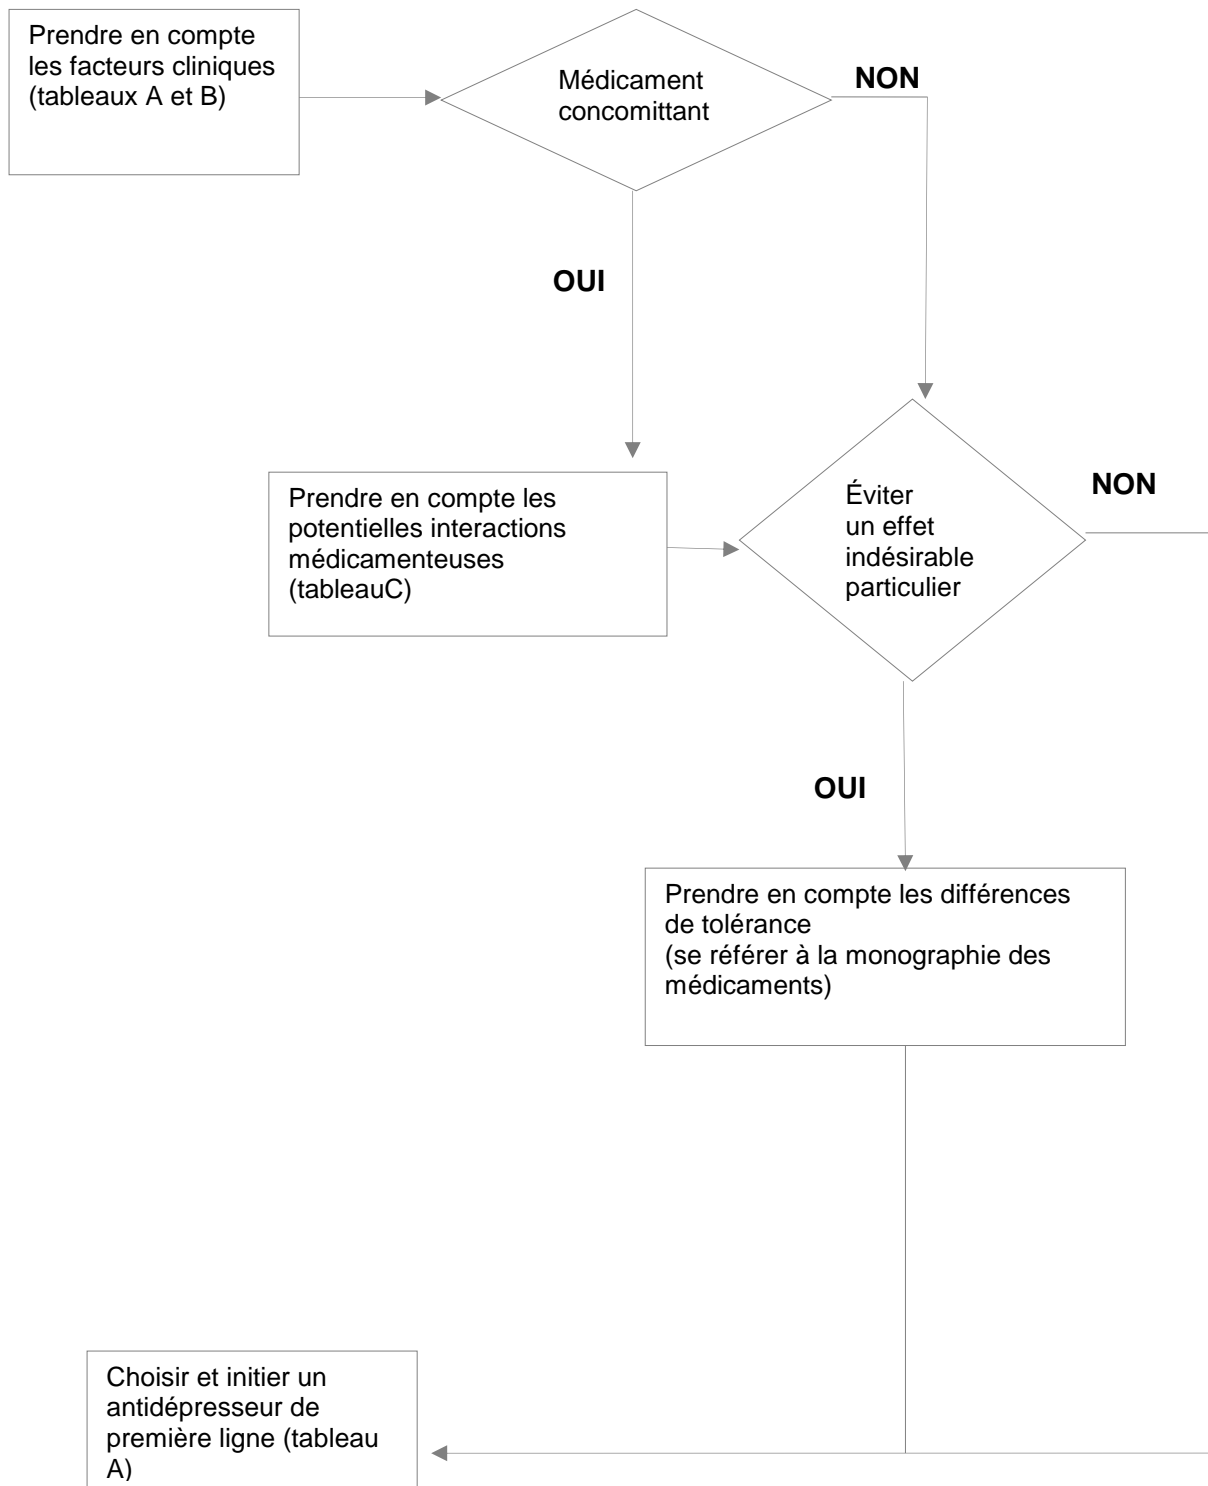 Prendre en compte
les facteurs cliniques
(tableaux A et B)
Médicament
concomittant
NON
OUI
Prendre en compte les
potentielles interactions
médicamenteuses
(tableauC)
Éviter
un effet
indésirable
particulier
NON
OUI
Prendre en compte les différences
de tolérance
(se référer à la monographie des
médicaments)
Choisir et initier un
antidépresseur de
première ligne (tableau
A)